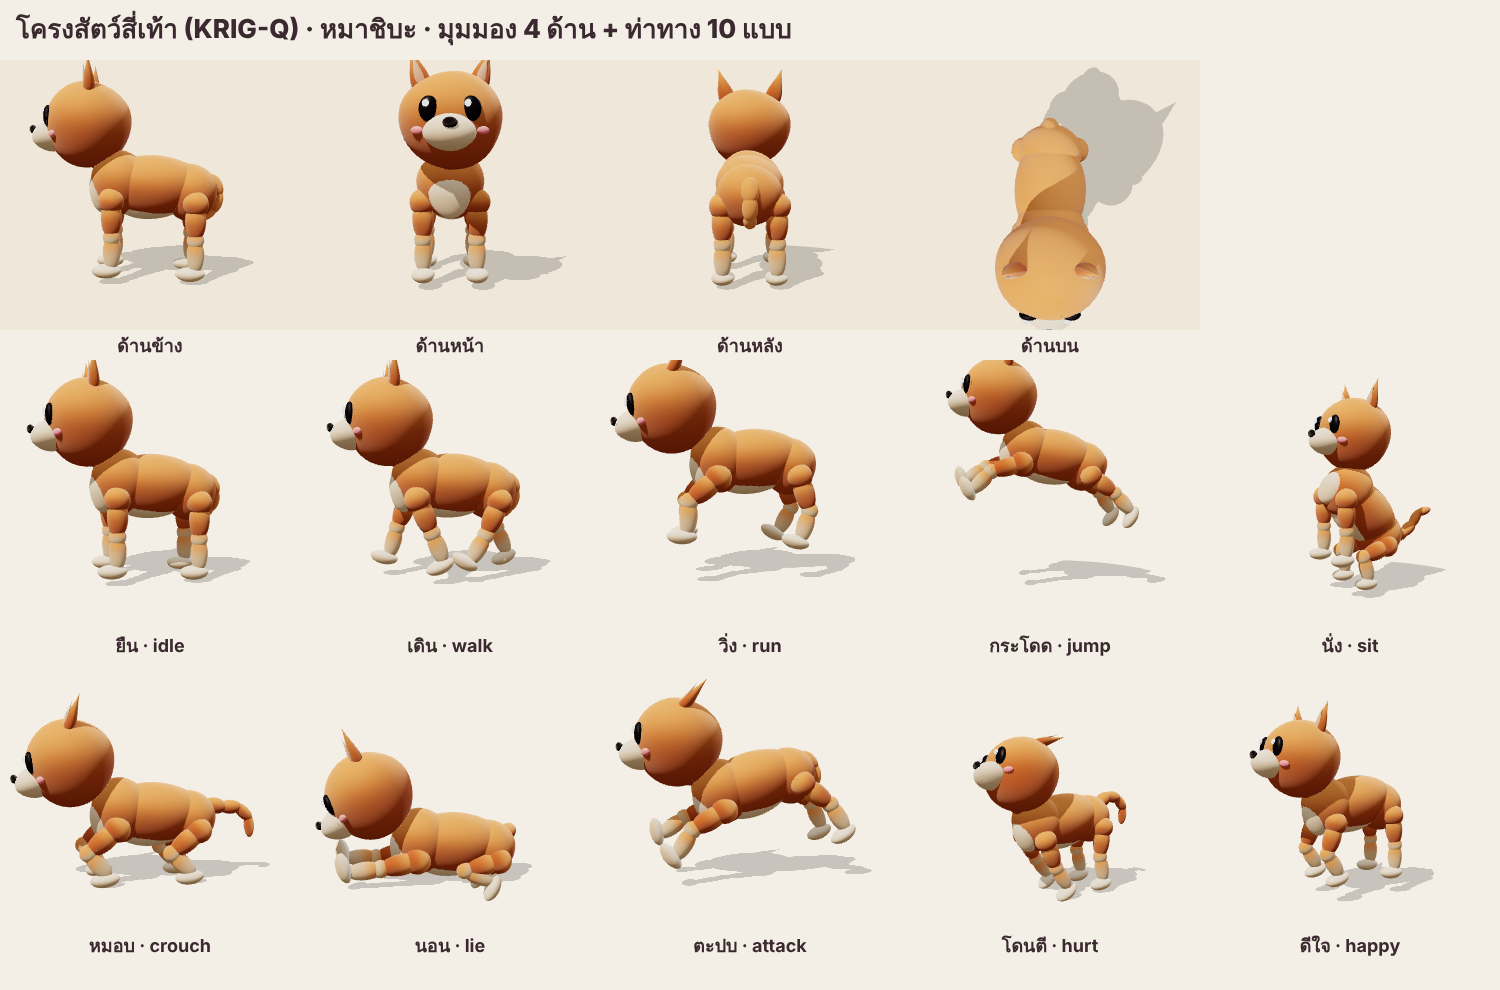 โครงสัตว์สี่เท้า (KRIG-Q) · หมาชิบะ · มุมมอง 4 ด้าน + ท่าทาง 10 แบบ
ด้านข้าง
ด้านหน้า
ด้านหลัง
ด้านบน
ยืน · idle
เดิน · walk
วิ่ง · run
กระโดด · jump
นั่ง · sit
หมอบ · crouch
นอน · lie
ตะปบ · attack
โดนตี · hurt
ดีใจ · happy